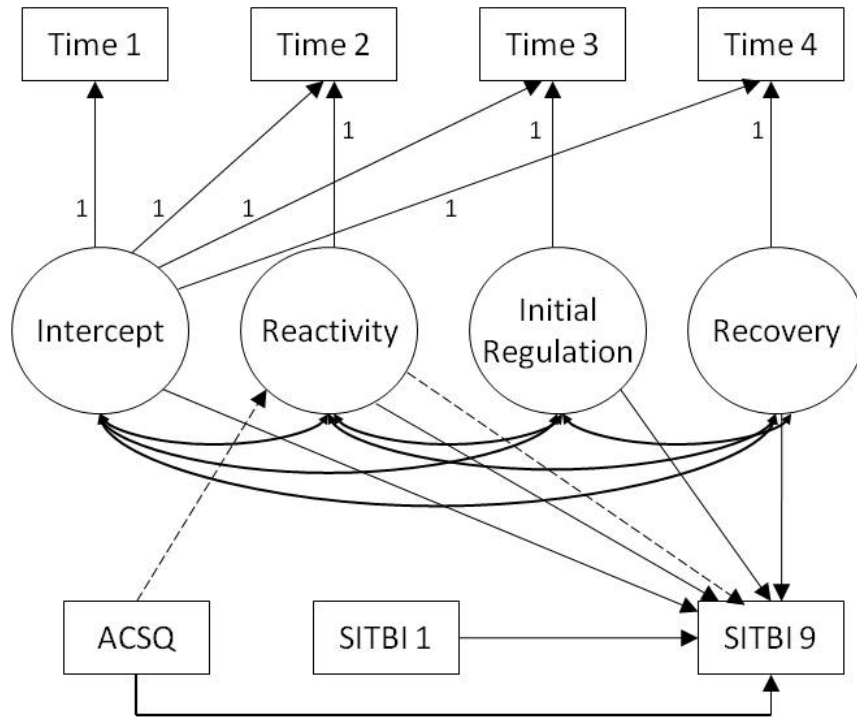 Time 1
Time 2
Time 3
Time 4
1
1
1
1
1
1
1
Intercept
Reactivity
Initial
Regulation
Recovery
ACSQ
SITBI 1
SITBI 9